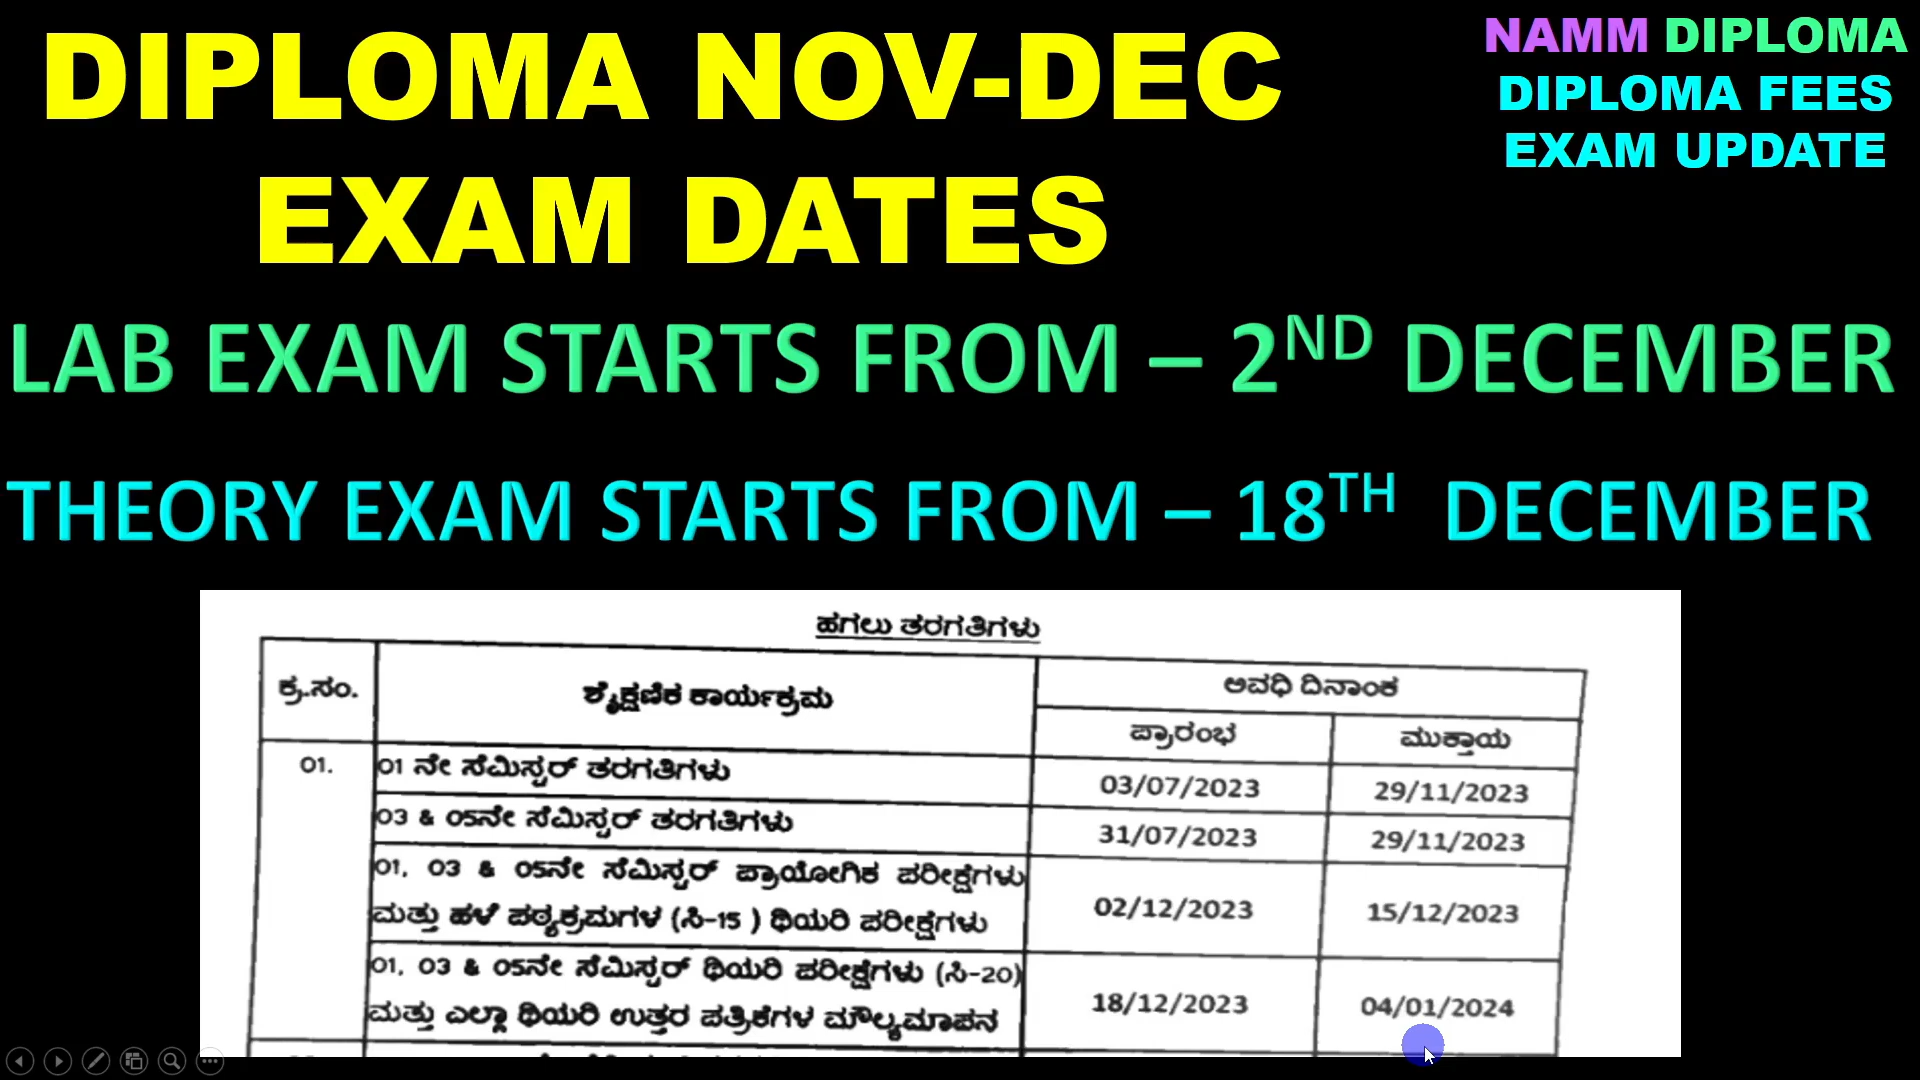 DIPLOMA NOV-DEC
EXAM DATES
NAMM DIPLOMA
DIPLOMA FEES
EXAM UPDATE
LAB EXAM STARTS FROM – 2ND DECEMBER
THEORY EXAM STARTS FROM – 18TH DECEMBER
ಹಗಲು ತರಗತಿಗಳು
ಕ್ರ.ಸಂ. ಶೈಕ್ಷಣಿಕ ಕಾರ್ಯಕ್ರಮ ಅವಧಿ ದಿನಾಂಕ
ಪ್ರಾರಂಭ ಮುಕ್ತಾಯ
01. 01 ನೇ ಸೆಮಿಸ್ಟರ್ ತರಗತಿಗಳು 03/07/2023 29/11/2023
03 & 05ನೇ ಸೆಮಿಸ್ಟರ್ ತರಗತಿಗಳು 31/07/2023 29/11/2023
01, 03 & 05ನೇ ಸೆಮಿಸ್ಟರ್ ಪ್ರಾಯೋಗಿಕ ಪರೀಕ್ಷೆಗಳು
ಮತ್ತು ಹಳೆ ಪಠ್ಯಕ್ರಮಗಳ (ಸಿ-15 ) ಥಿಯರಿ ಪರೀಕ್ಷೆಗಳು 02/12/2023 15/12/2023
01, 03 & 05ನೇ ಸೆಮಿಸ್ಟರ್ ಥಿಯರಿ ಪರೀಕ್ಷೆಗಳು (ಸಿ-20)
ಮತ್ತು ಎಲ್ಲಾ ಥಿಯರಿ ಉತ್ತರ ಪತ್ರಿಕೆಗಳ ಮೌಲ್ಯಮಾಪನ 18/12/2023 04/01/2024